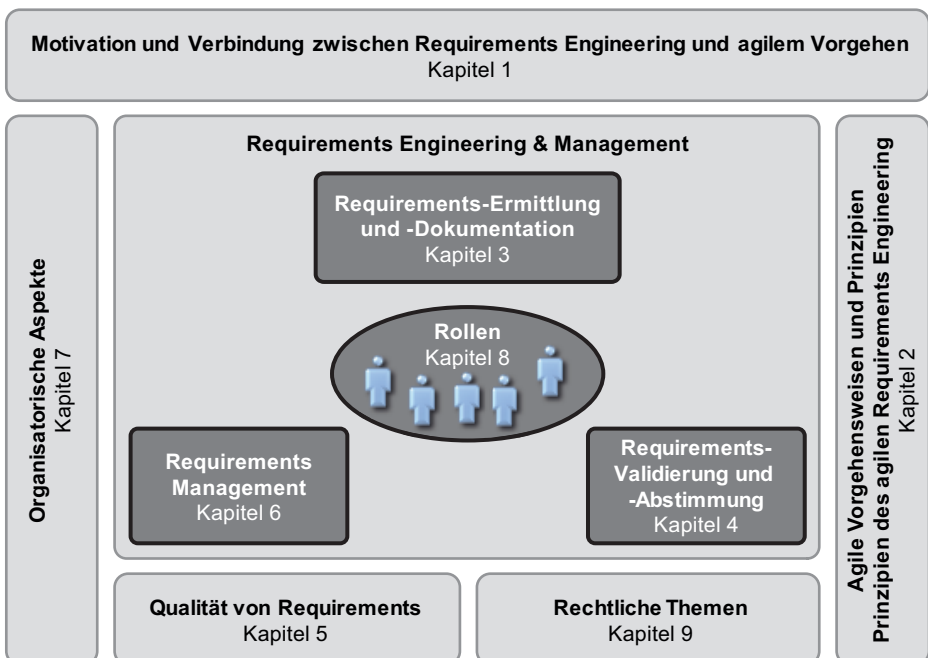 Motivation und Verbindung zwischen Requirements Engineering und agilem Vorgehen
Kapitel 1
Organisatorische Aspekte
Kapitel 7
Requirements Engineering & Management
Requirements-Ermittlung
und -Dokumentation
Kapitel 3
Rollen
Kapitel 8
Requirements
Management
Kapitel 6
Requirements-
Validierung und
-Abstimmung
Kapitel 4
Agile Vorgehensweisen und Prinzipien
Prinzipien des agilen Requirements Engineering
Kapitel 2
Qualität von Requirements
Kapitel 5
Rechtliche Themen
Kapitel 9